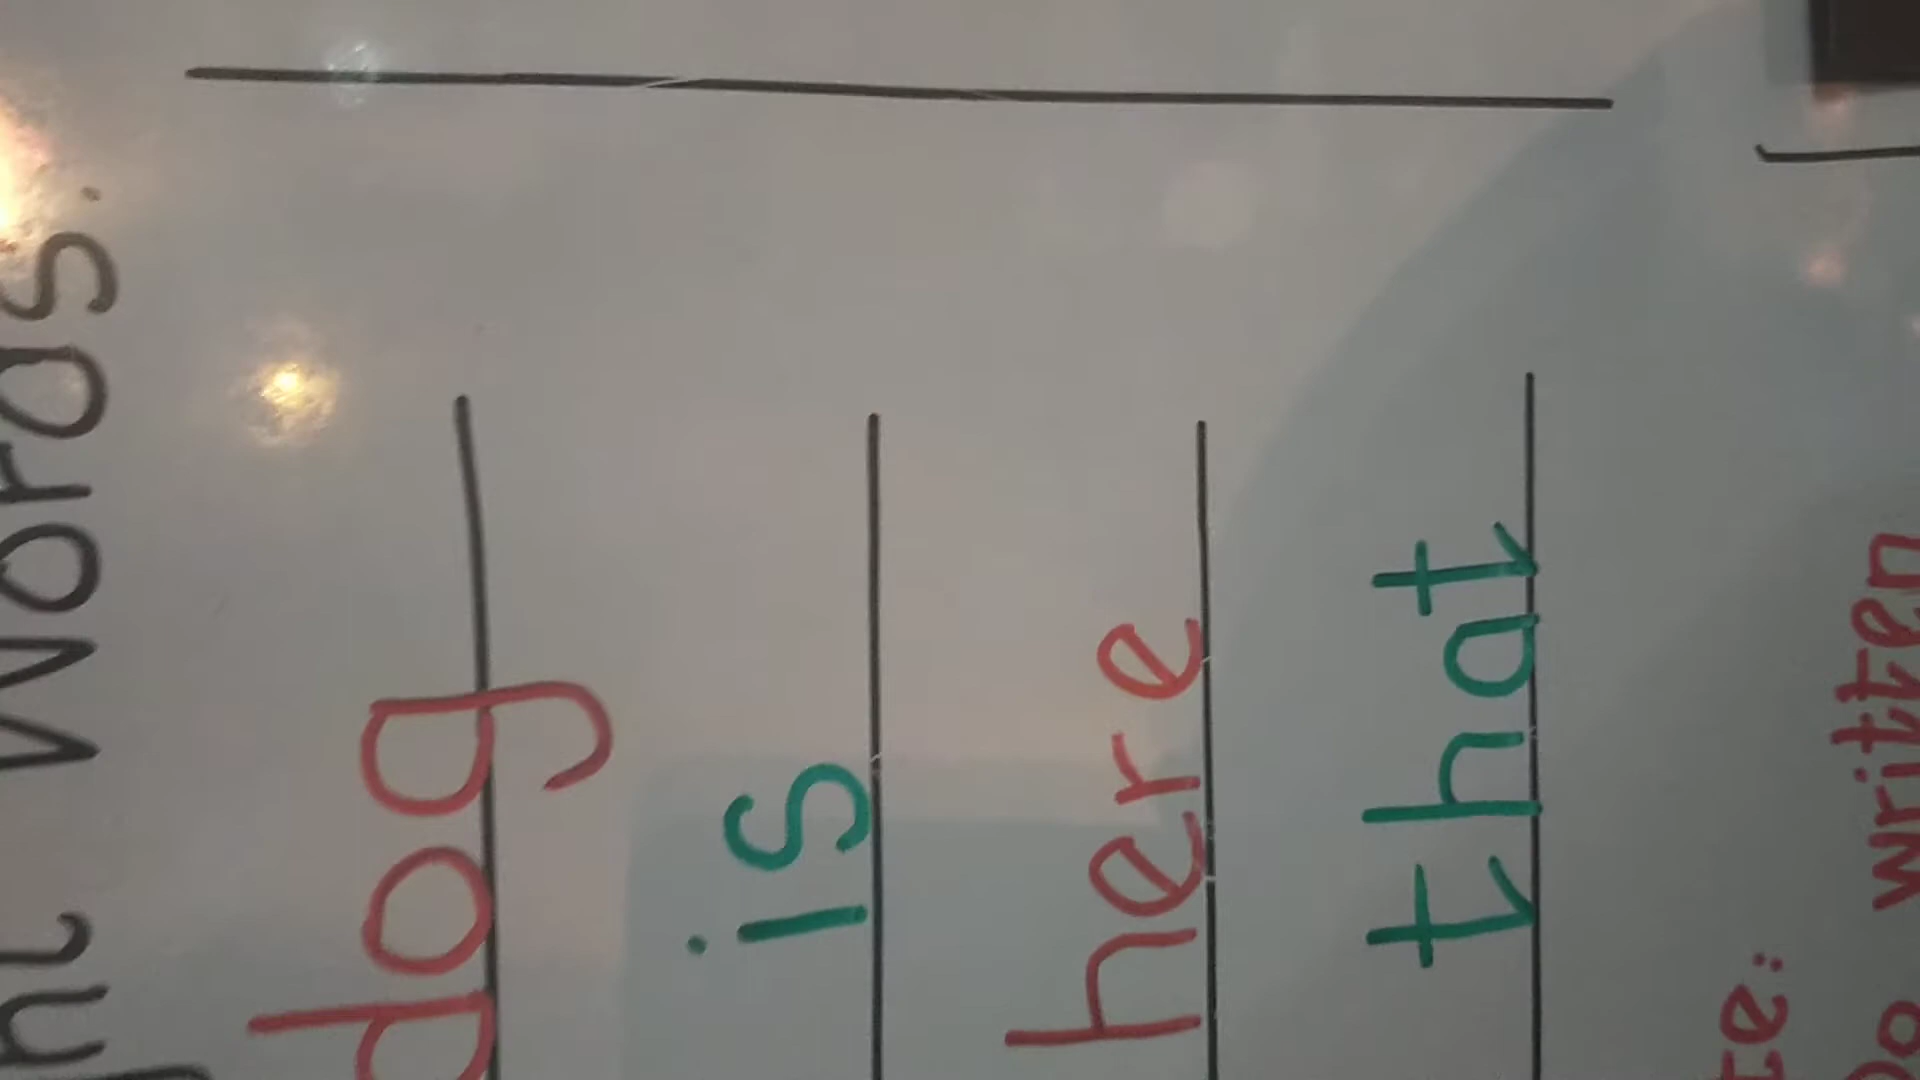 words.
dog
is
here
that
written